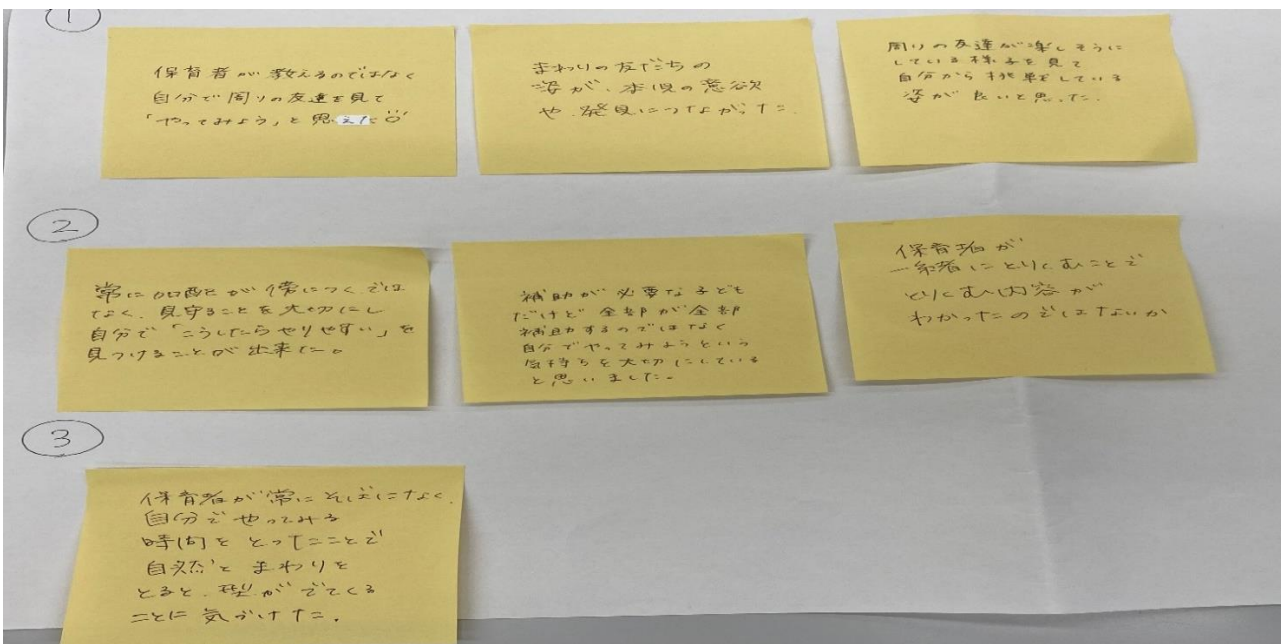 ①
保育者が教えるのではなく
自分で周りの友達を見て
「やってみよう」と思えた
まわりの友だちの
姿が、本児の意欲
や、発見につながった。
周りの友達が楽しそうに
している様子を見て
自分から挑戦している
姿が良いと思った。
②
常に加配が傍につくでは
なく、見守ることを大切にし
自分で「こうしたらやりやすい」を
見つけることが出来た。
補助が必要な子ども
だけど全部が全部
補助するのではなく
自分でやってみようという
気持ちを大切にしている
と思いました。
保育者が
一緒にとりくむことで
とりくむ内容が
わかったのではないか
③
保育者が常にそばになく、
自分でやってみる
時間をとったことで
自然とまわりを
とると、型がでてくる
ことに気づけた。